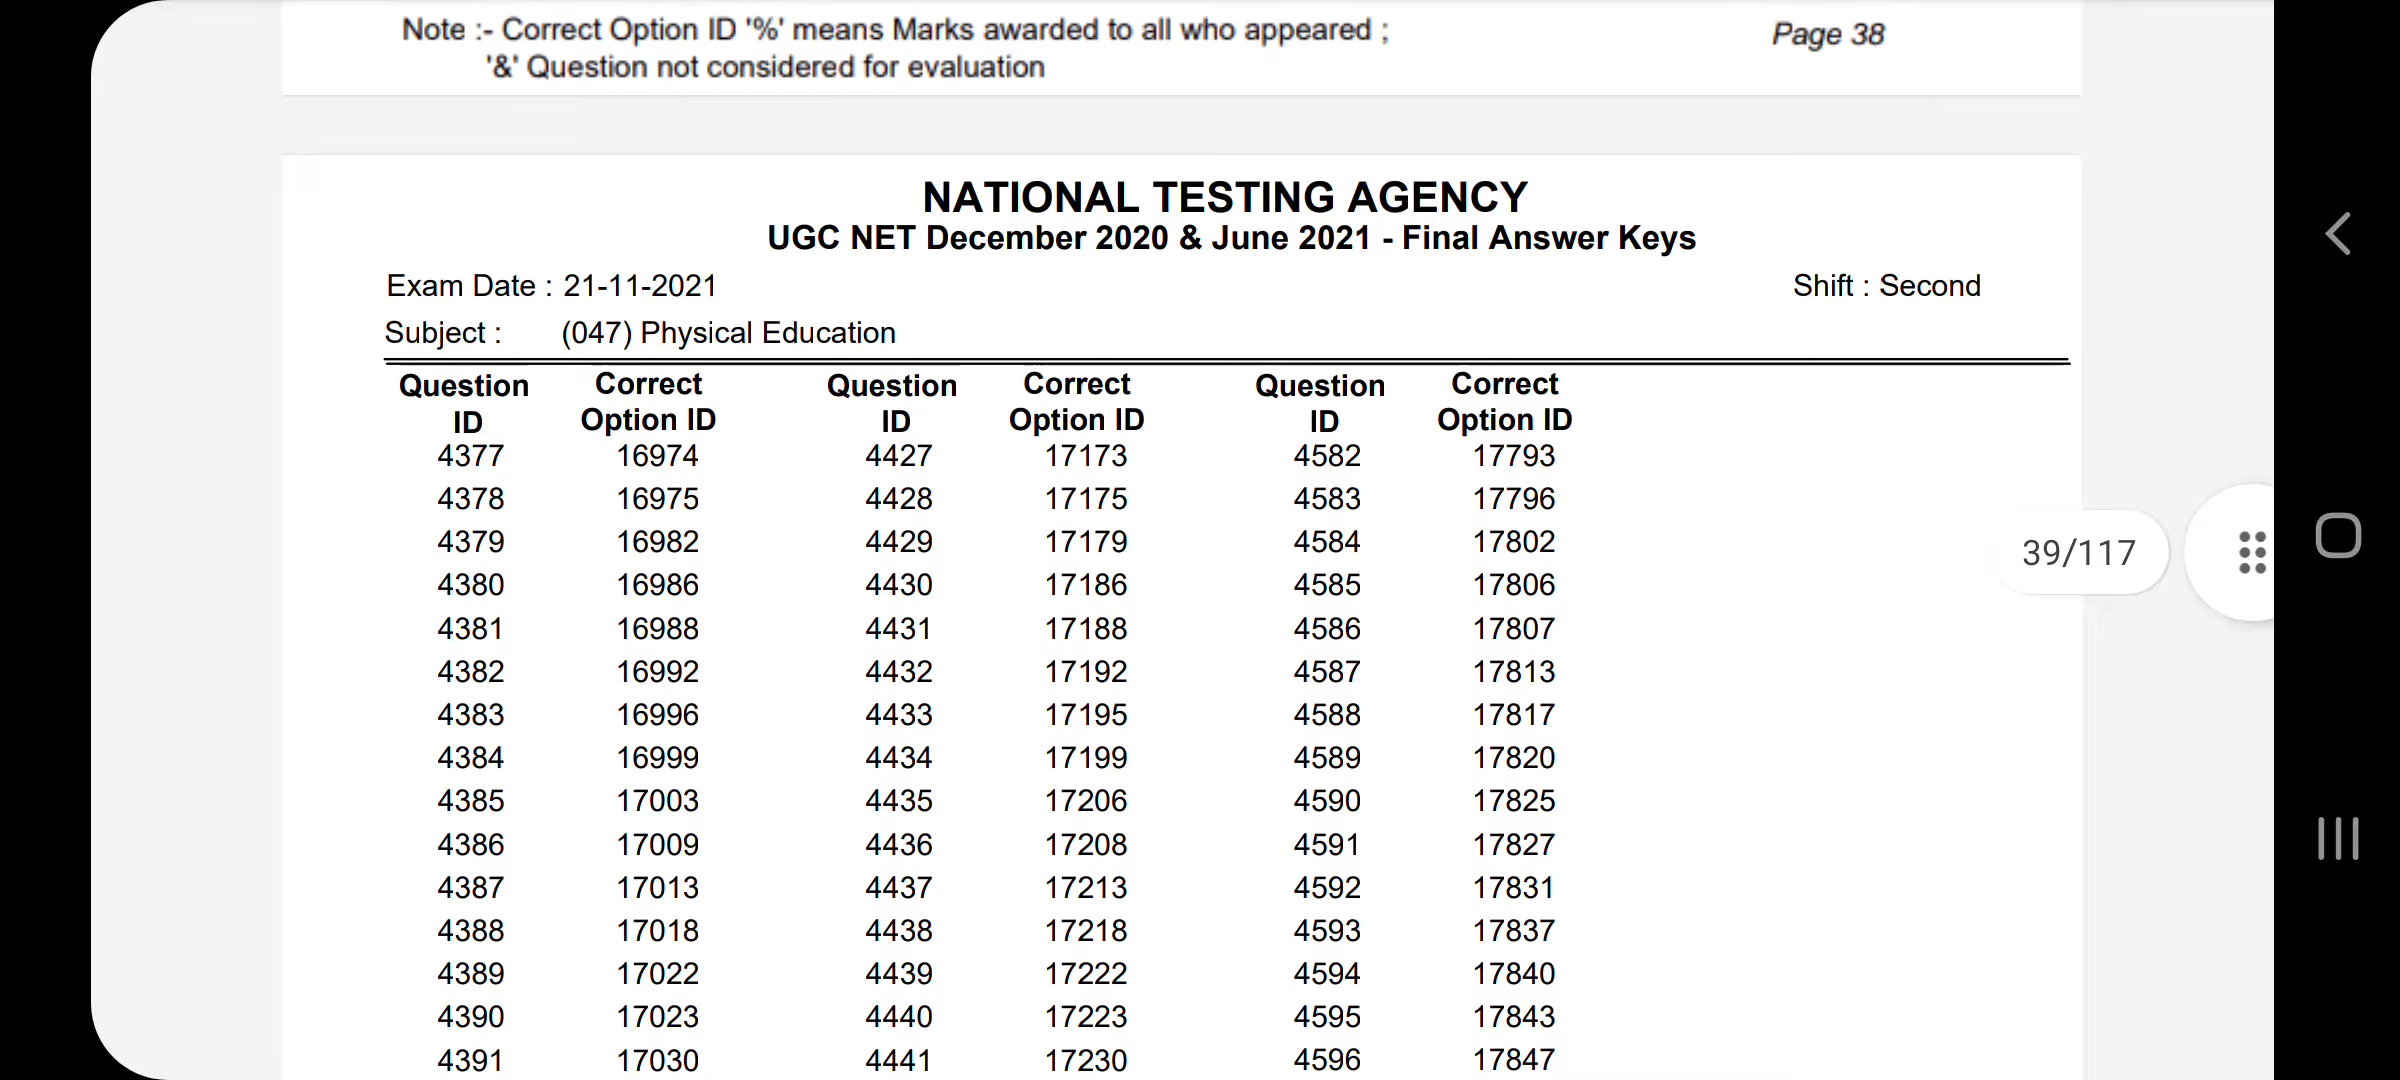 Note :- Correct Option ID '%' means Marks awarded to all who appeared ;
'&' Question not considered for evaluation
Page 38
NATIONAL TESTING AGENCY
UGC NET December 2020 & June 2021 - Final Answer Keys
Exam Date : 21-11-2021 Shift : Second
Subject : (047) Physical Education
Question Correct Question Correct Question Correct
ID Option ID ID Option ID ID Option ID
4377 16974 4427 17173 4582 17793
4378 16975 4428 17175 4583 17796
4379 16982 4429 17179 4584 17802
4380 16986 4430 17186 4585 17806
4381 16988 4431 17188 4586 17807
4382 16992 4432 17192 4587 17813
4383 16996 4433 17195 4588 17817
4384 16999 4434 17199 4589 17820
4385 17003 4435 17206 4590 17825
4386 17009 4436 17208 4591 17827
4387 17013 4437 17213 4592 17831
4388 17018 4438 17218 4593 17837
4389 17022 4439 17222 4594 17840
4390 17023 4440 17223 4595 17843
4391 17030 4441 17230 4596 17847
39/117